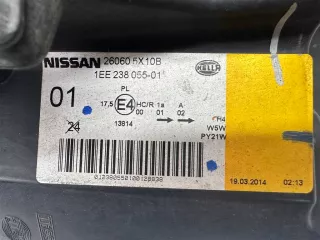 NISSAN 26060 5X10B
HELLA
1EE 238 055-01
01
PL
17,5 E4 HC/R 1a A
00 01 02
13814
24
H4
W5W
PY21W
19.03.2014 02:13